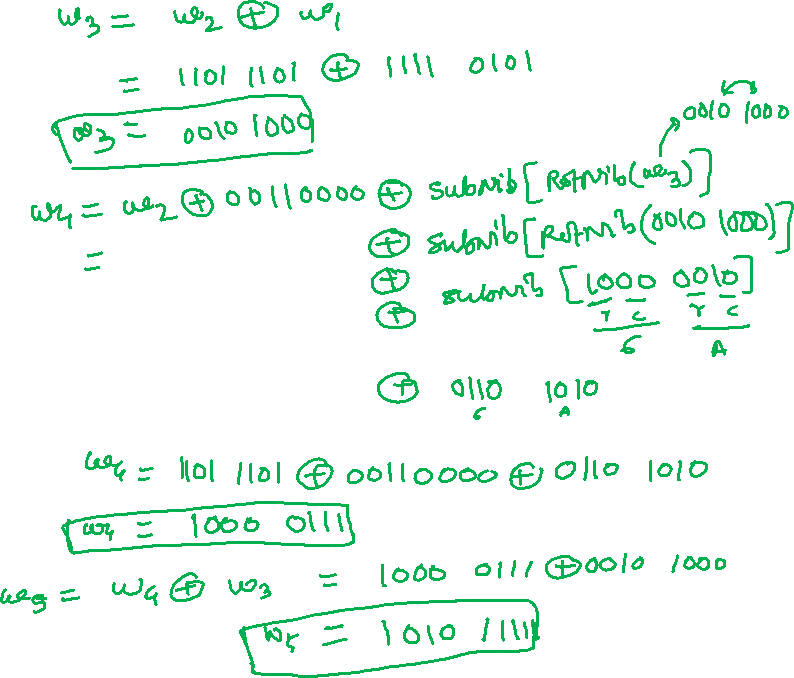 w3 = w2 ⊕ w1
= 1101 1101 ⊕ 1111 0101
w3 = 0010 1000
0010 1000
w4 = w2 ⊕ 00110000 ⊕ SubNib[RotNib(w3)]
= ⊕ SubNib[RotNib(0010 1000)]
⊕ SubNib [1000 0010]
⊕ r c r c
6 A
⊕ 0110 1010
6 A
w4 = 1101 1101 ⊕ 00110000 ⊕ 0110 1010
w4 = 1000 0111
w5 = w4 ⊕ w3 = 1000 0111 ⊕ 0010 1000
w5 = 1010 1111